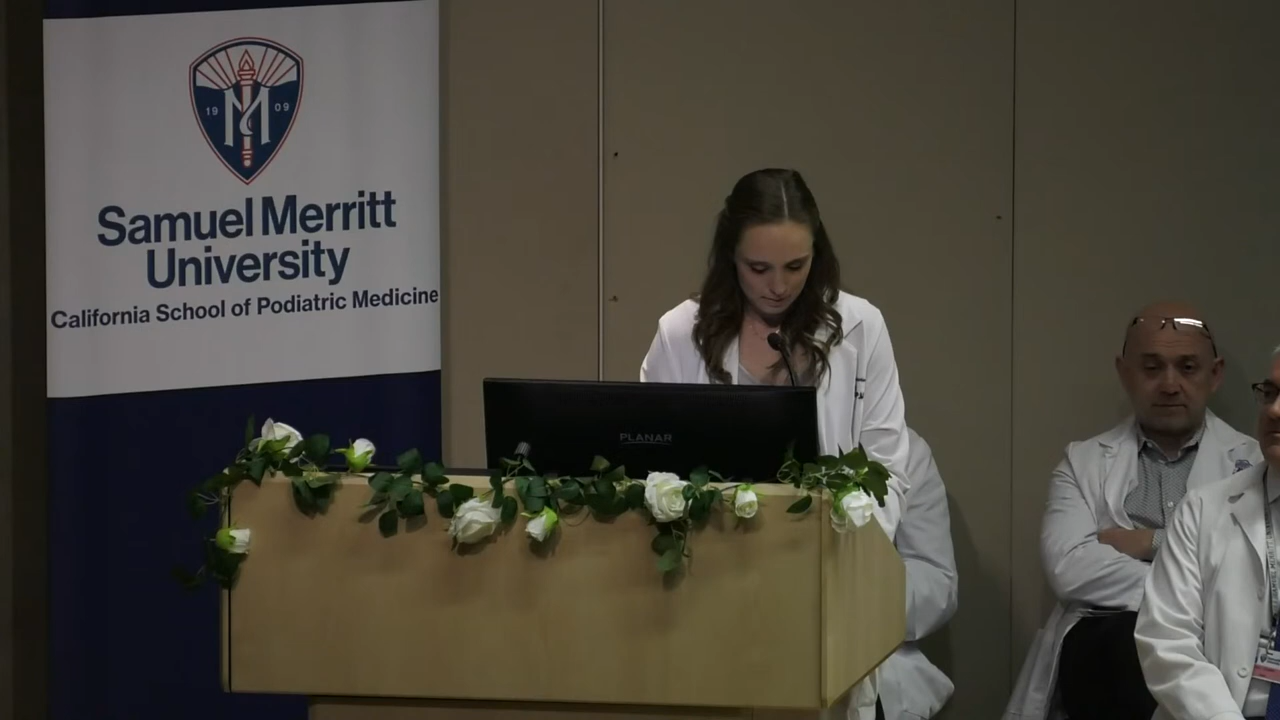 19 M 09
Samuel Merritt
University
California School of Podiatric Medicine
PLANAR